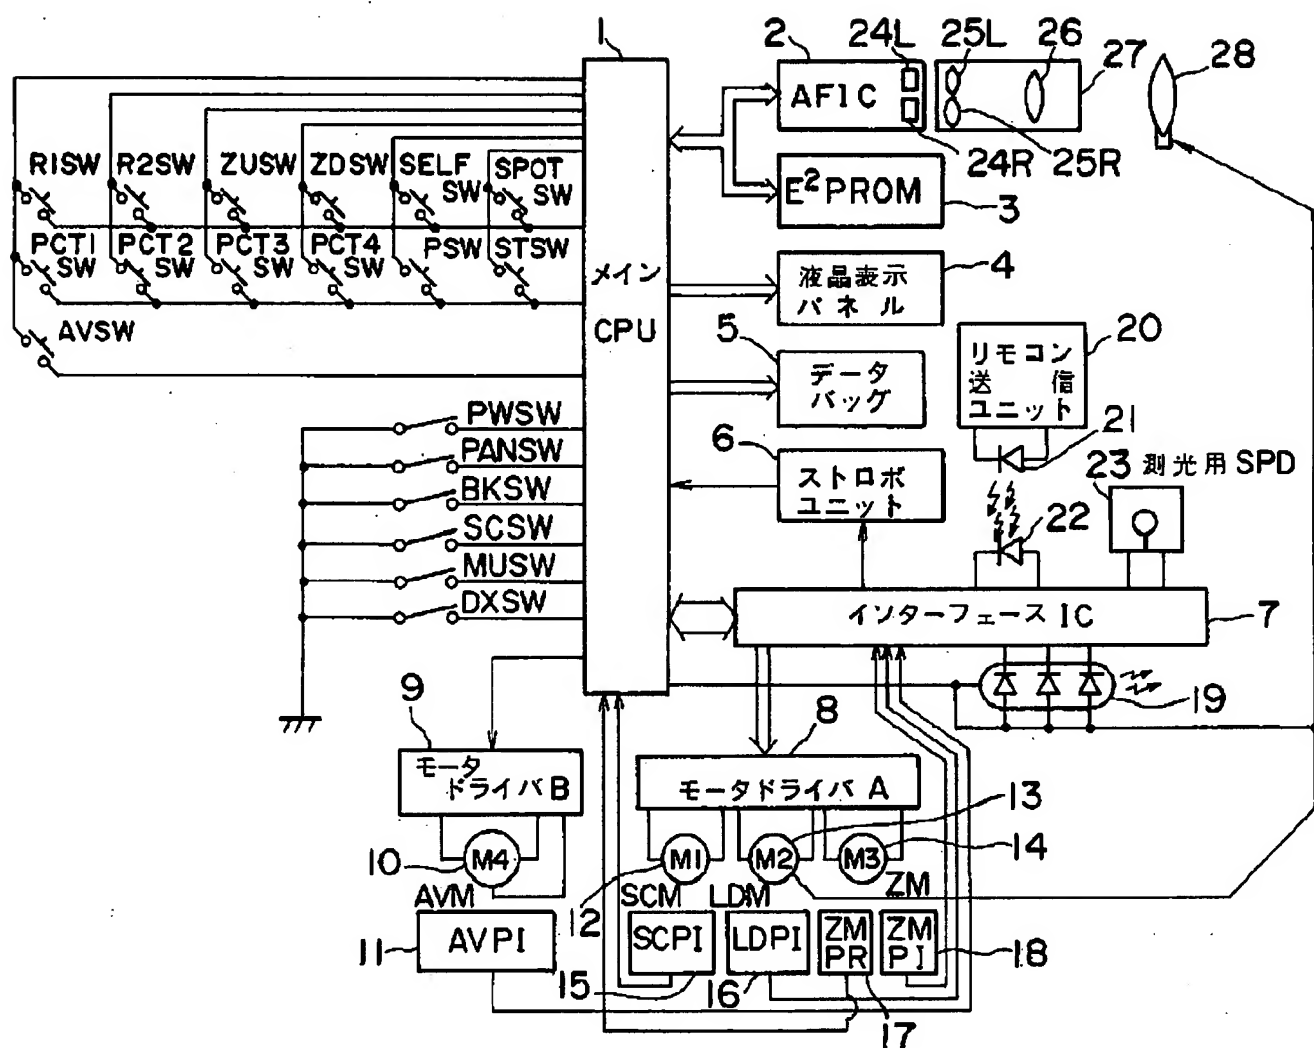 1
2
24L
25L
26
27
28
AFIC
24R
25R
R1SW
R2SW
ZUSW
ZDSW
SELF
SW
SPOT
SW
E²PROM
3
PCT1
SW
PCT2
SW
PCT3
SW
PCT4
SW
PSW
STSW
メイン
CPU
液晶表示
パネル
4
AVSW
5
データ
バッグ
リモコン
送信
ユニット
20
21
PWSW
PANSW
BKSW
SCSW
MUSW
DXSW
6
ストロボ
ユニット
23 測光用 SPD
22
インターフェース IC
7
19
9
モータ
ドライバ B
8
モータドライバ A
10
M4
AVM
M1
M2
M3
13
14
12
SCM
LDM
ZM
11
AVPI
SCPI
LDPI
ZM
PR
ZM
PI
18
15
16
17